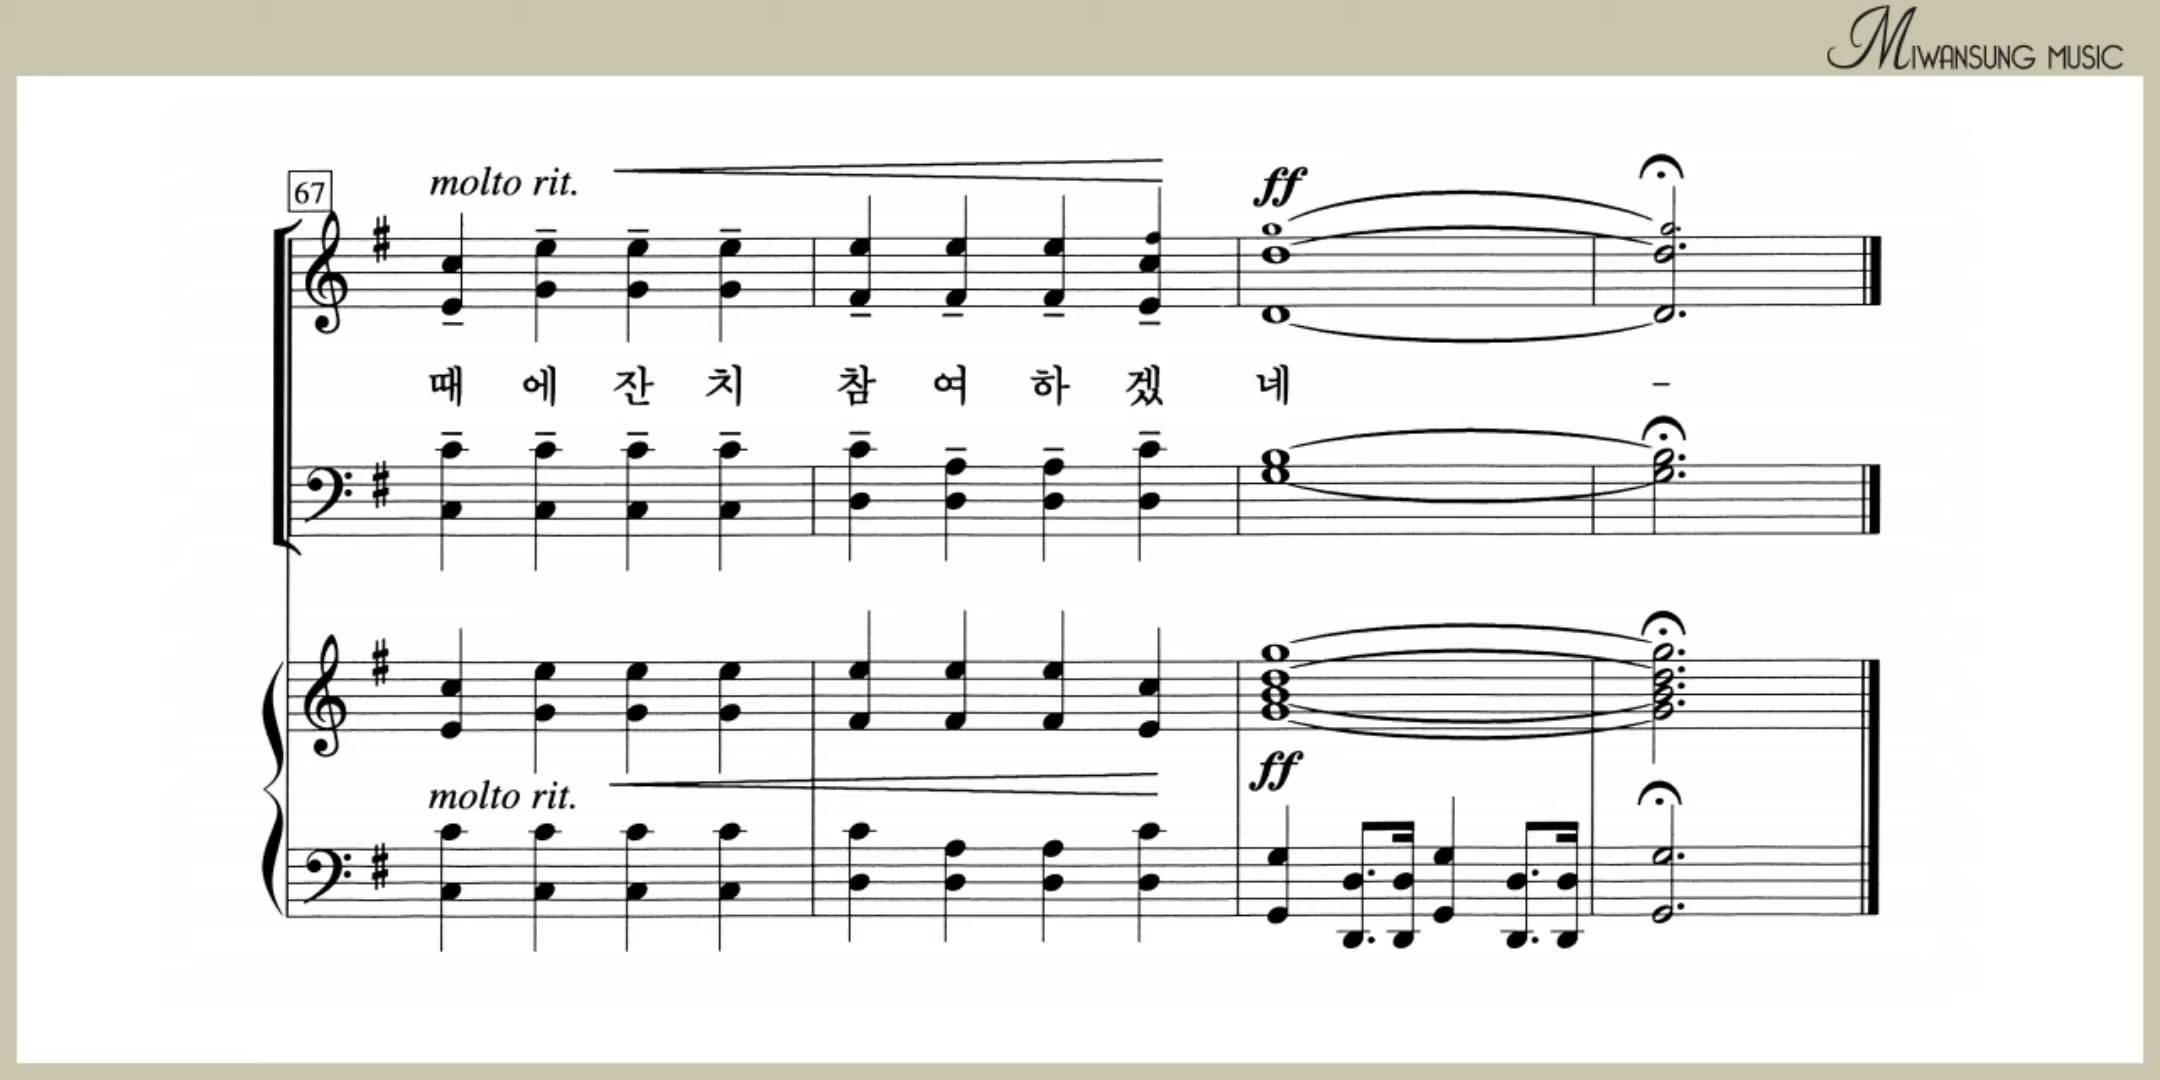 MIWANSUNG MUSIC
67
molto rit.
ff
때 에 잔 치 참 여 하 겠 네 -
ff
molto rit.